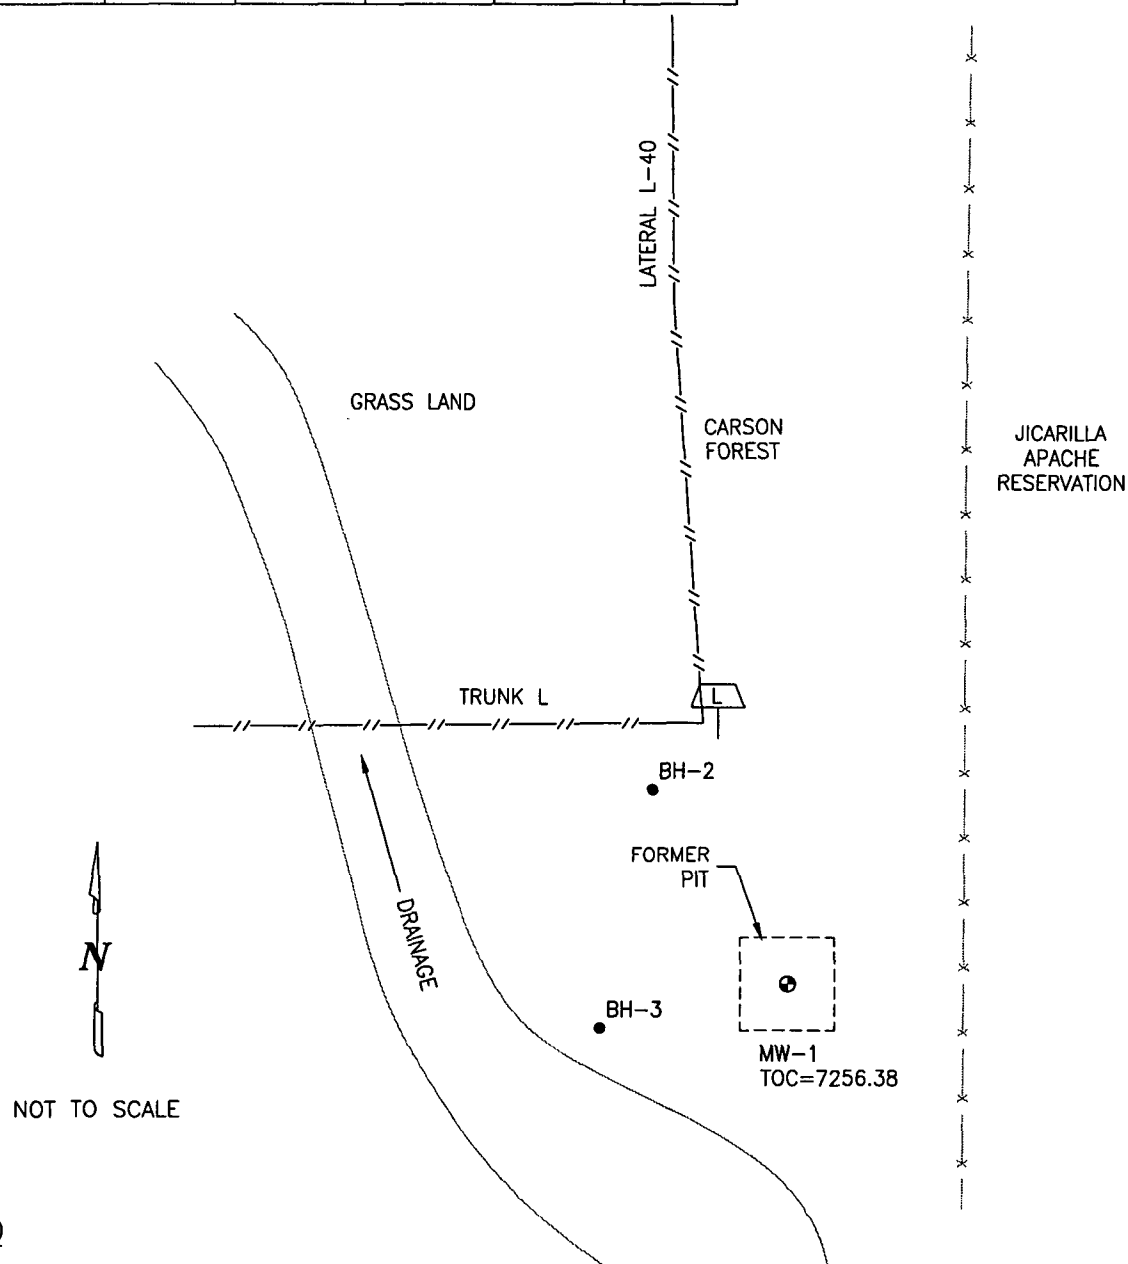 LATERAL L-40
GRASS LAND
CARSON
FOREST
JICARILLA
APACHE
RESERVATION
TRUNK L
L
BH-2
FORMER
PIT
DRAINAGE
N
BH-3
MW-1
TOC=7256.38
NOT TO SCALE